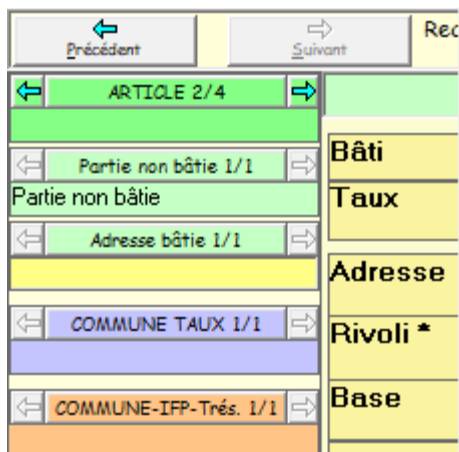 Précédent
Suivant
Rec
ARTICLE 2/4
Partie non bâtie 1/1
Partie non bâtie
Adresse bâtie 1/1
COMMUNE TAUX 1/1
COMMUNE-IFP-Trés. 1/1
Bâti
Taux
Adresse
Rivoli *
Base